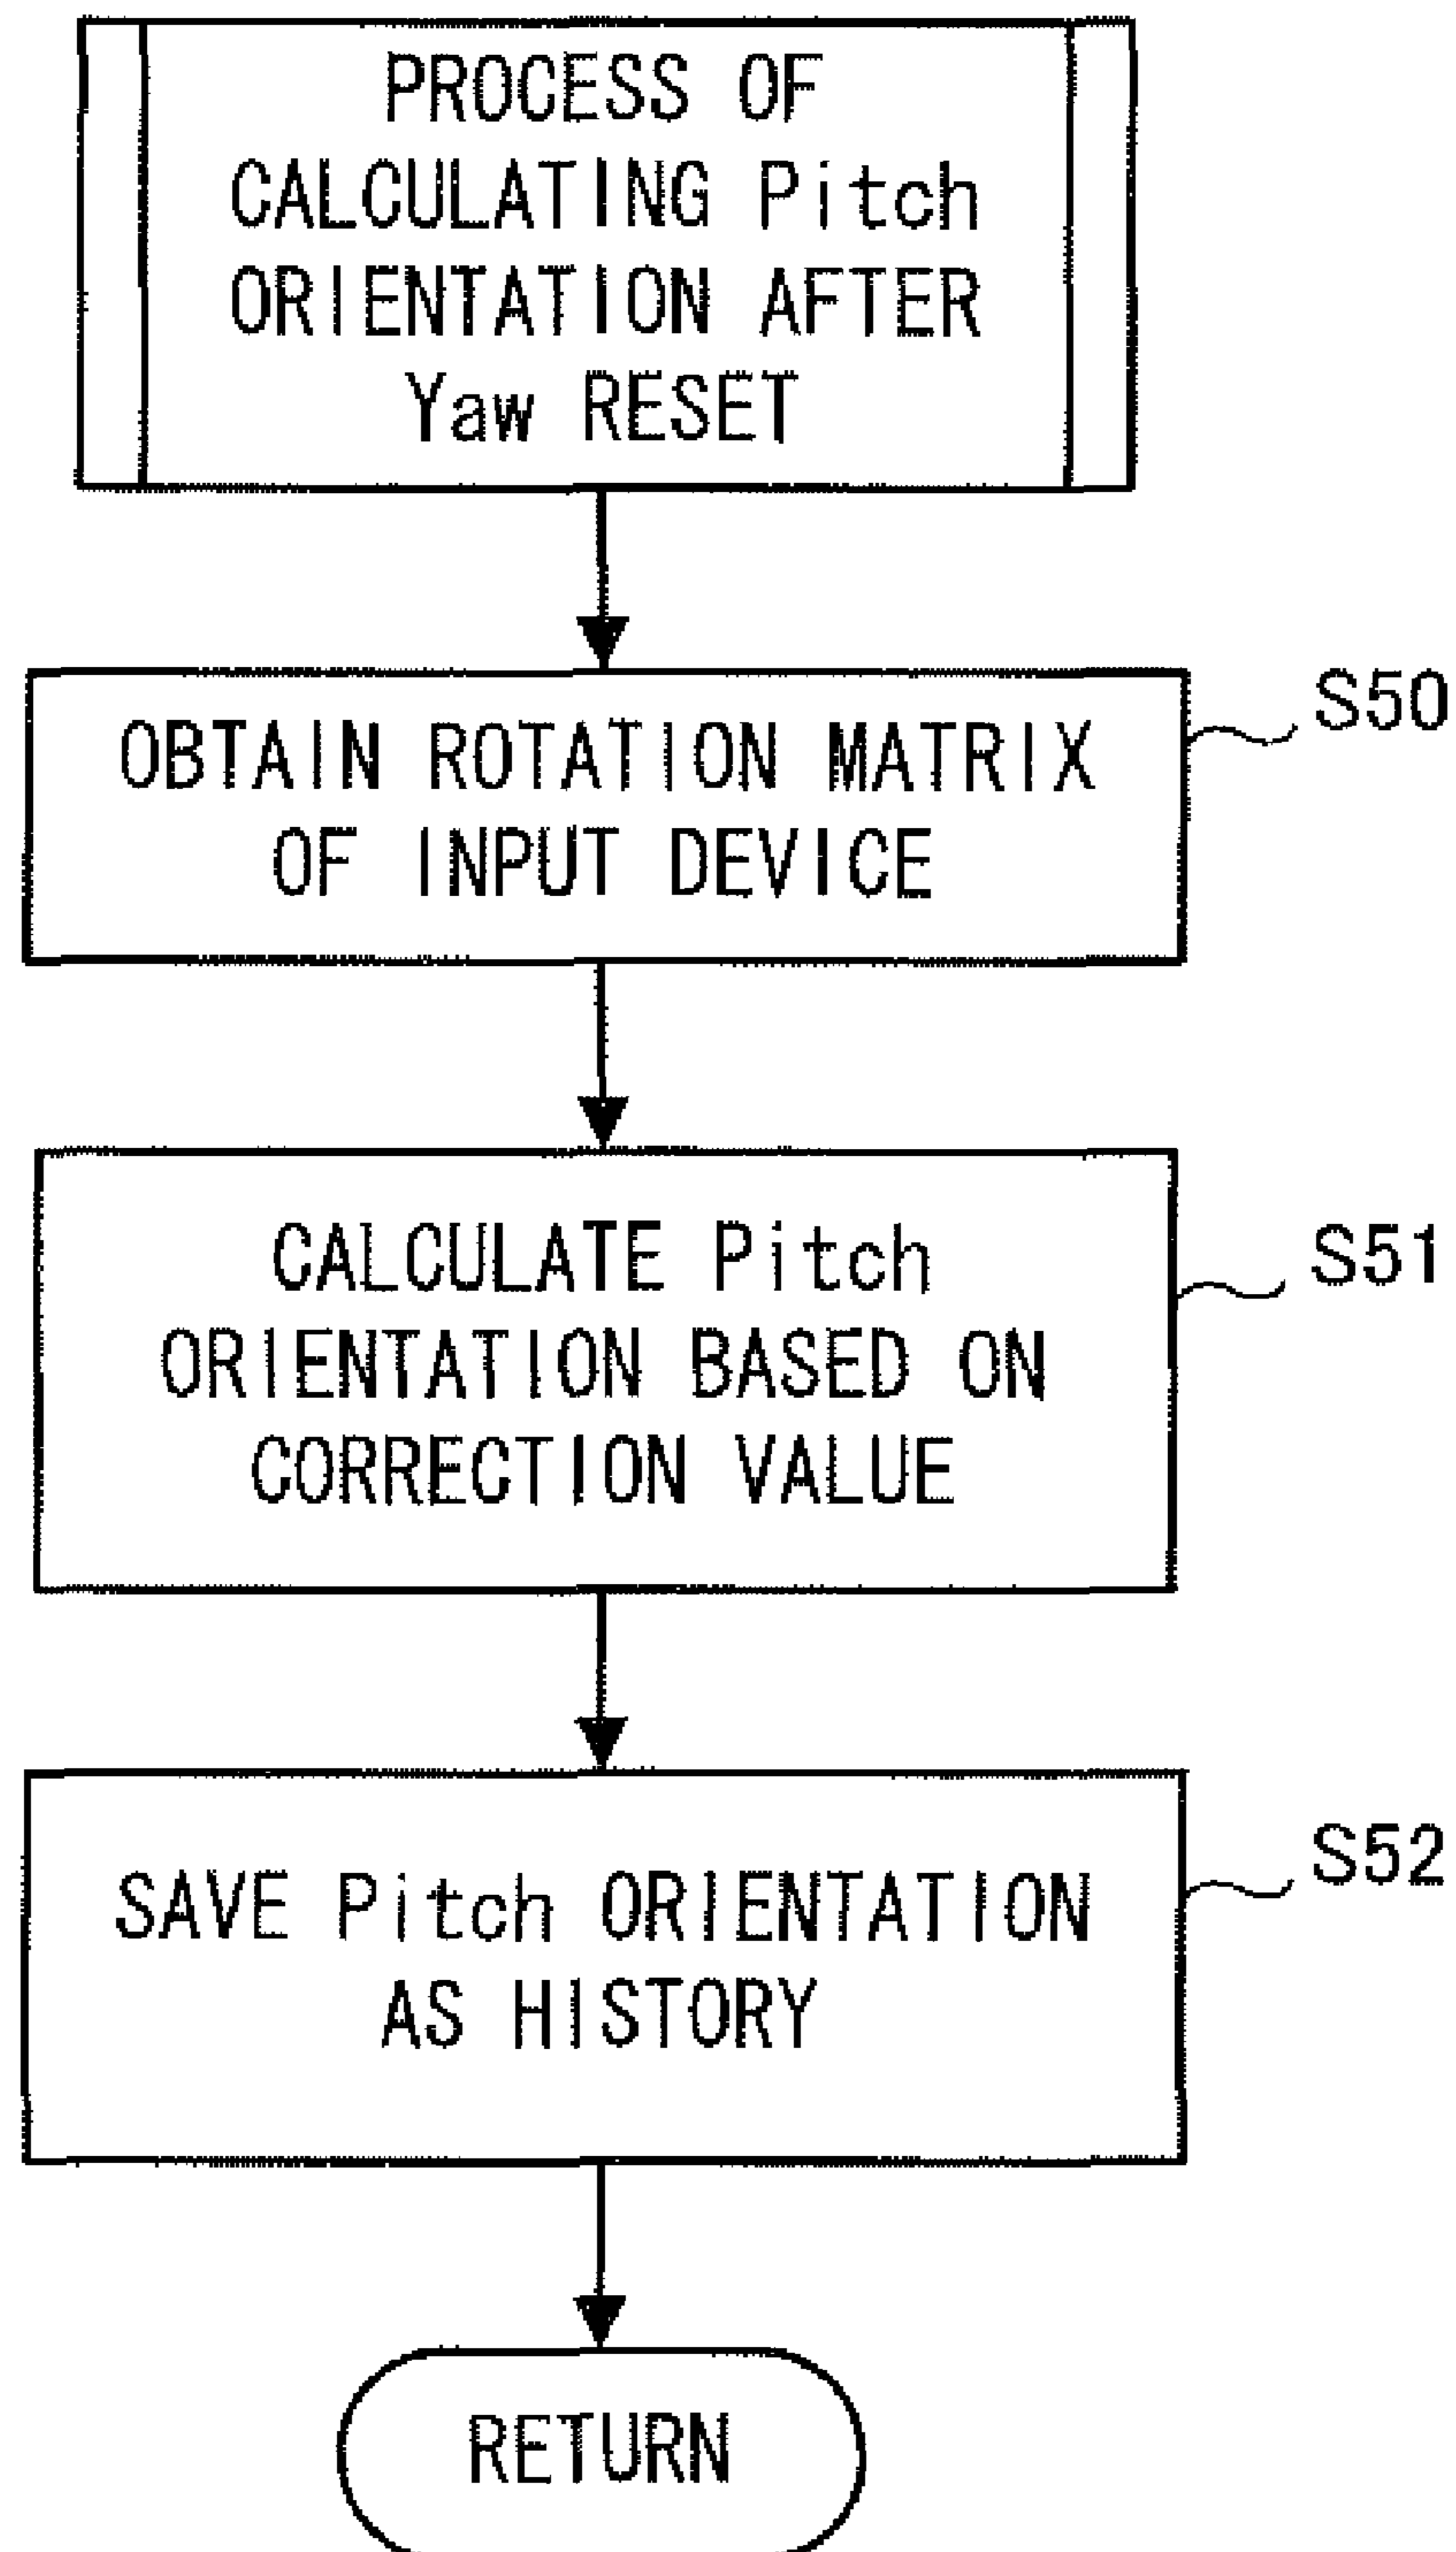 PROCESS OF
CALCULATING Pitch
ORIENTATION AFTER
Yaw RESET
OBTAIN ROTATION MATRIX
OF INPUT DEVICE
S50
CALCULATE Pitch
ORIENTATION BASED ON
CORRECTION VALUE
S51
SAVE Pitch ORIENTATION
AS HISTORY
S52
RETURN